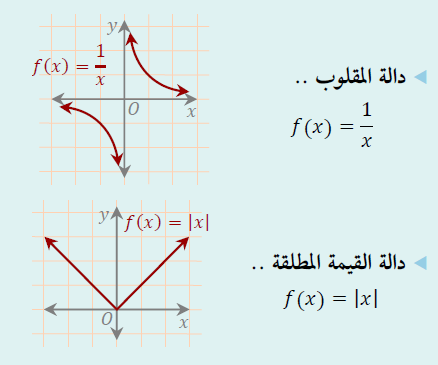 دالة المقلوب ..
f(x) = 1/x
y
f(x) = 1/x
O
x
دالة القيمة المطلقة ..
f(x) = |x|
y
f(x) = |x|
O
x